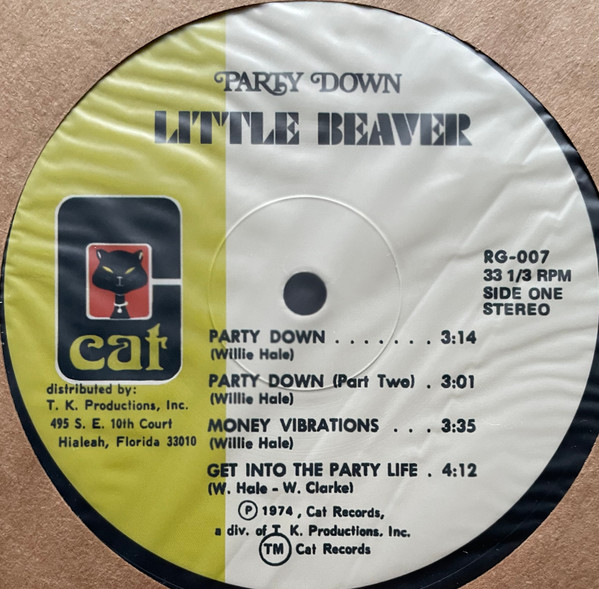 PARTY DOWN
LITTLE BEAVER
cat
RG-007
33 1/3 RPM
SIDE ONE
STEREO
PARTY DOWN . . . . . . . 3:14
(Willie Hale)
PARTY DOWN (Part Two) . 3:01
(Willie Hale)
MONEY VIBRATIONS . . . 3:35
(Willie Hale)
GET INTO THE PARTY LIFE . 4:12
(W. Hale - W. Clarke)
distributed by:
T. K. Productions, Inc.
495 S. E. 10th Court
Hialeah, Florida 33010
Ⓟ 1974, Cat Records,
a div. of T. K. Productions, Inc.
TM Cat Records